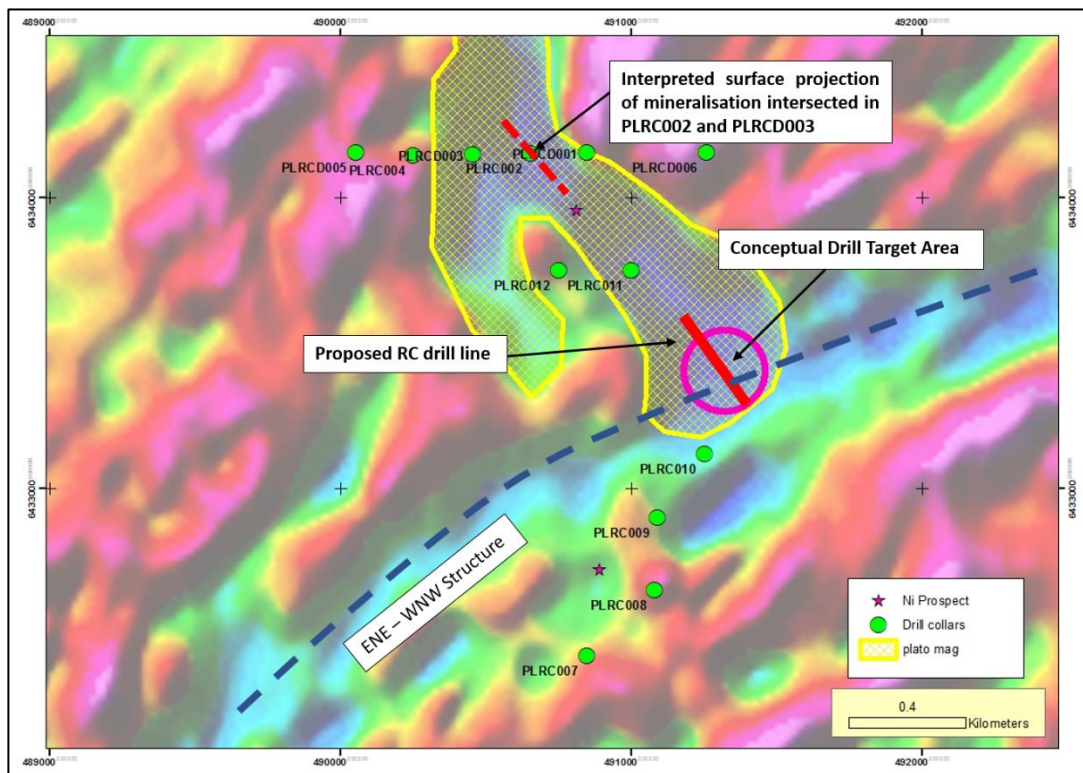 489000
490000
491000
492000
Interpreted surface projection
of mineralisation intersected in
PLRC002 and PLRCD003
PLRCD005
PLRC004
PLRCD003
PLRC002
PLRCD001
PLRCD006
6434000
6434000
Conceptual Drill Target Area
PLRC012
PLRC011
Proposed RC drill line
PLRC010
6433000
6433000
PLRC009
ENE – WNW Structure
PLRC008
PLRC007
Ni Prospect
Drill collars
plato mag
0.4
Kilometers
489000
490000
491000
492000